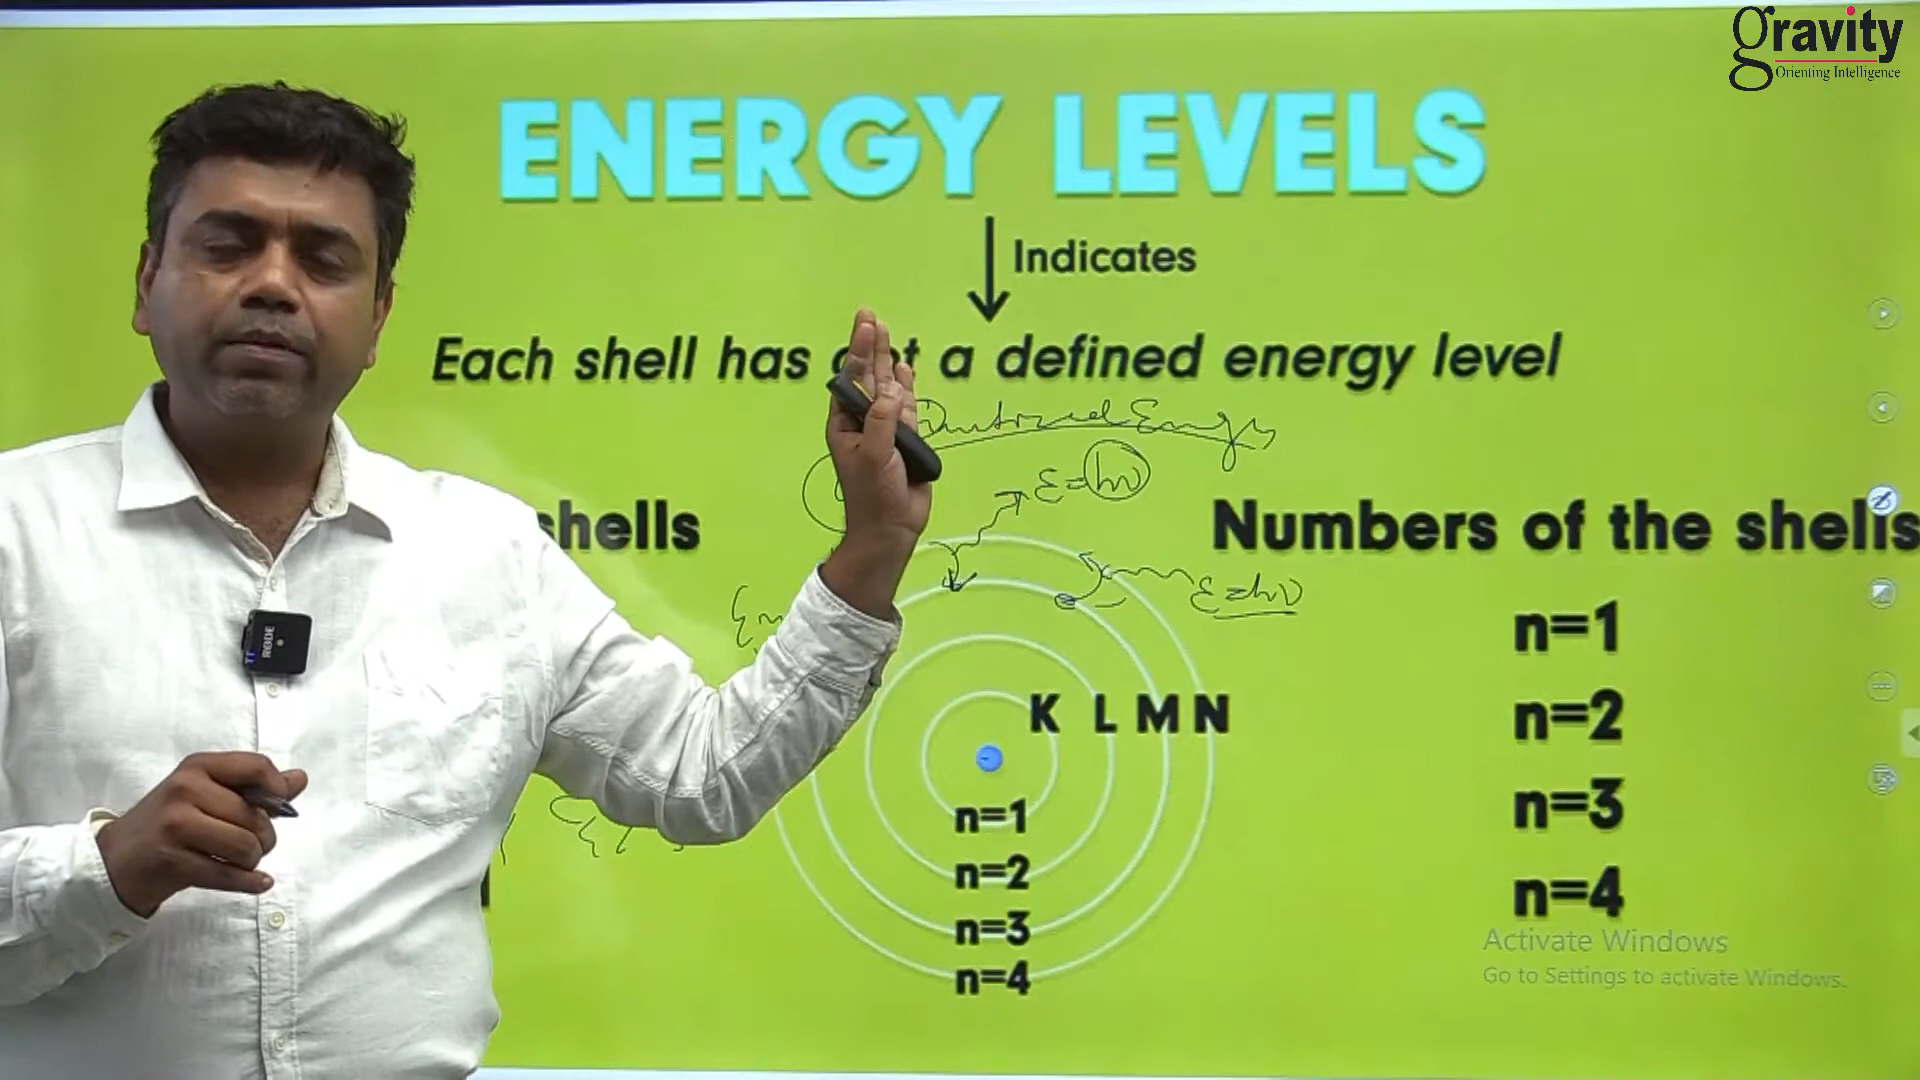 gravity
Orienting Intelligence
ENERGY LEVELS
Indicates
Each shell has a defined energy level
E=hν
shells
Numbers of the shells
E=hν
n=1
RODE
K L M N
n=2
n=1
n=3
n=2
n=4
n=3
Activate Windows
n=4
Go to Settings to activate Windows.